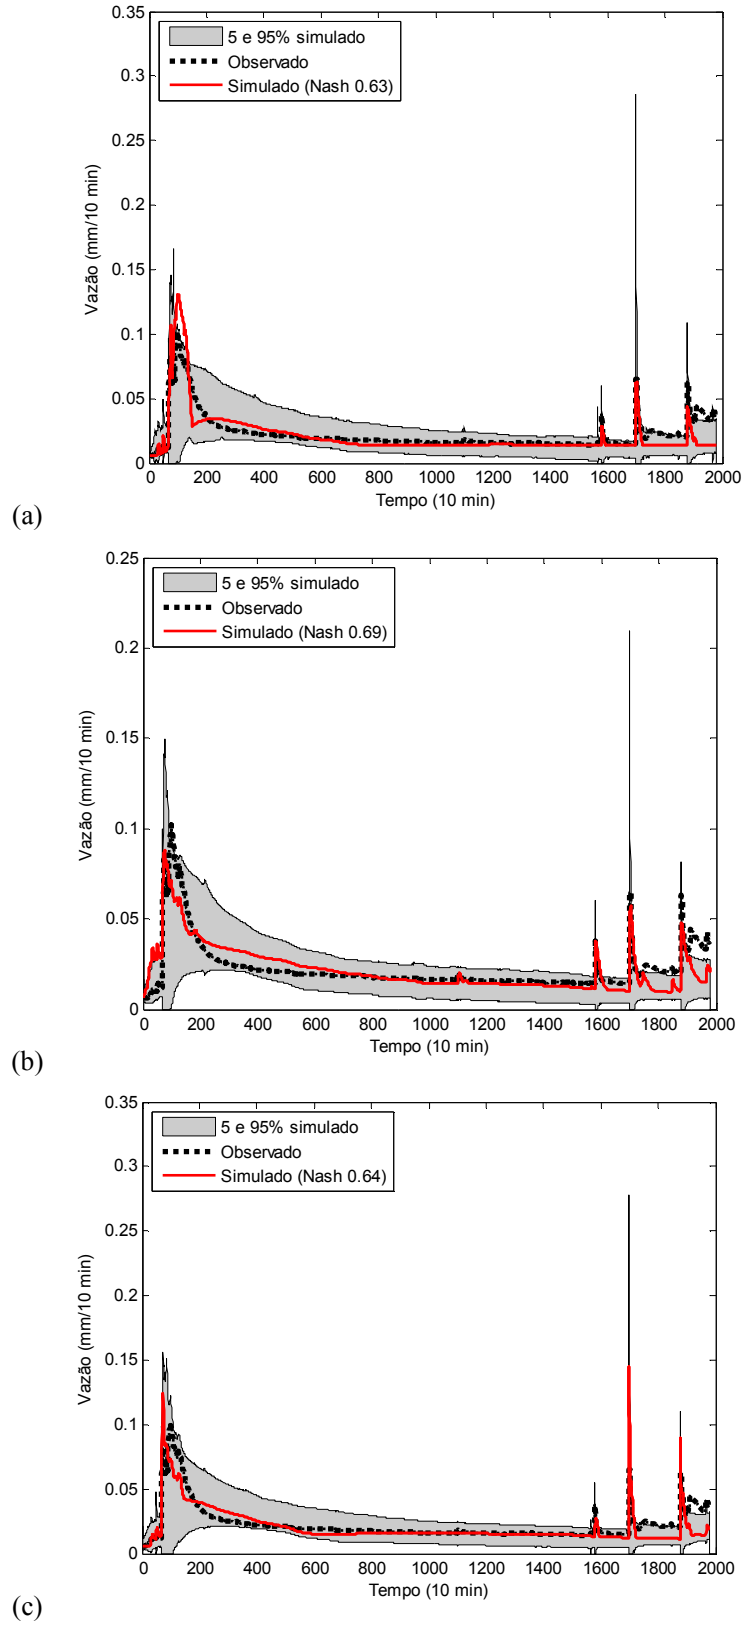 0.35
0.3
0.25
0.2
0.15
0.1
0.05
0
Vazão (mm/10 min)
5 e 95% simulado
Observado
Simulado (Nash 0.63)
0 200 400 600 800 1000 1200 1400 1600 1800 2000
Tempo (10 min)
(a)
0.25
0.2
0.15
0.1
0.05
0
Vazão (mm/10 min)
5 e 95% simulado
Observado
Simulado (Nash 0.69)
0 200 400 600 800 1000 1200 1400 1600 1800 2000
Tempo (10 min)
(b)
0.35
0.3
0.25
0.2
0.15
0.1
0.05
0
Vazão (mm/10 min)
5 e 95% simulado
Observado
Simulado (Nash 0.64)
0 200 400 600 800 1000 1200 1400 1600 1800 2000
Tempo (10 min)
(c)